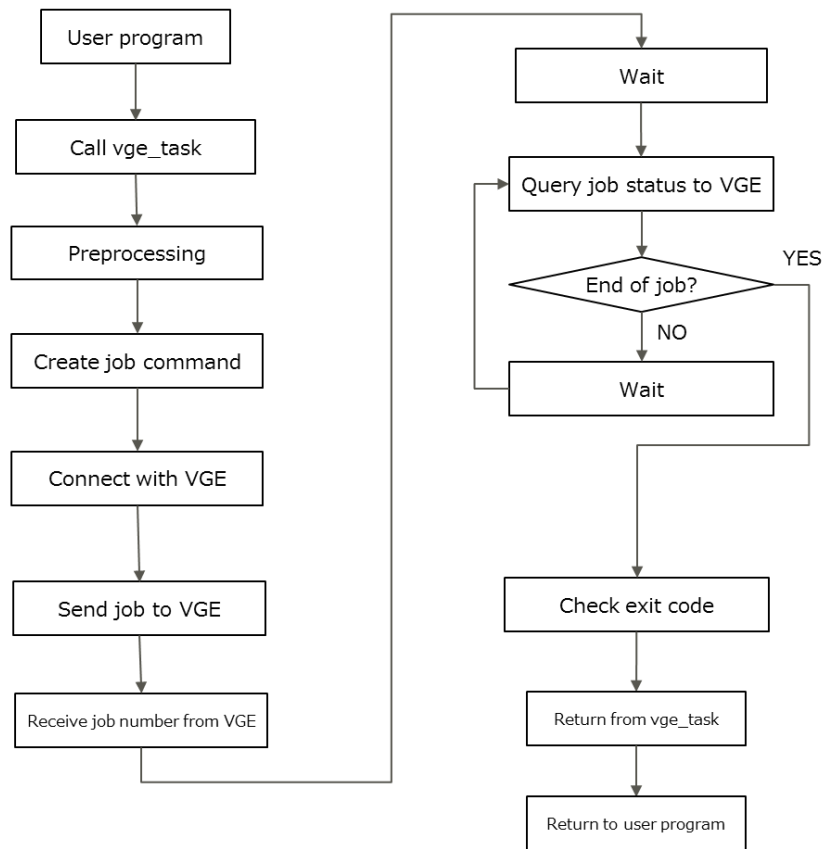 User program
Call vge_task
Preprocessing
Create job command
Connect with VGE
Send job to VGE
Receive job number from VGE
Wait
Query job status to VGE
End of job?
YES
NO
Wait
Check exit code
Return from vge_task
Return to user program